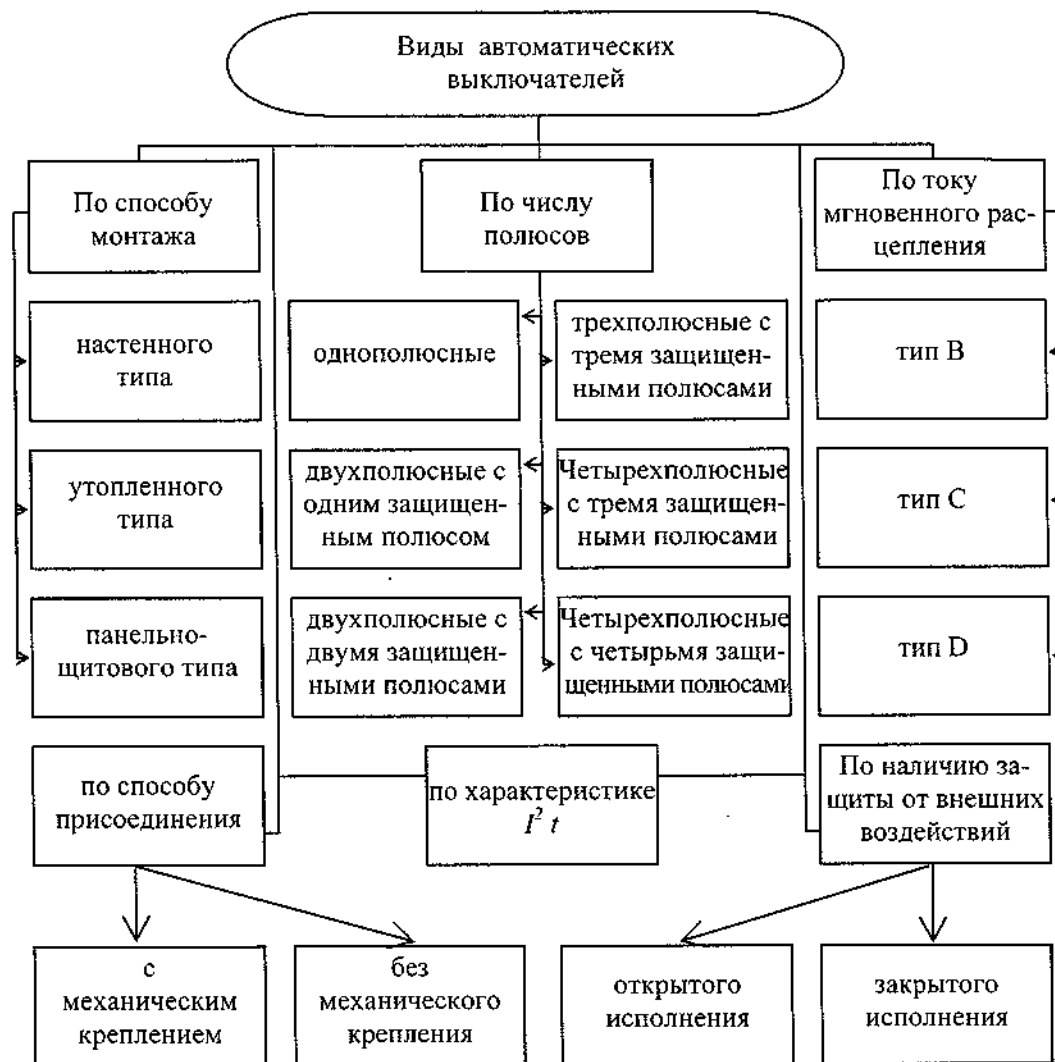 Виды автоматических
выключателей
По способу
монтажа
По числу
полюсов
По току
мгновенного рас-
цепления
настенного
типа
однополюсные
трехполюсные с
тремя защищен-
ными полюсами
тип B
утопленного
типа
двухполюсные с
одним защищен-
ным полюсом
Четырехполюсные
с тремя защищен-
ными полюсами
тип C
панельно-
щитового типа
двухполюсные с
двумя защищен-
ными полюсами
Четырехполюсные
с четырьмя защи-
щенными полюсами
тип D
по способу
присоединения
по характеристике
I² t
По наличию за-
щиты от внешних
воздействий
с
механическим
креплением
без
механического
крепления
открытого
исполнения
закрытого
исполнения